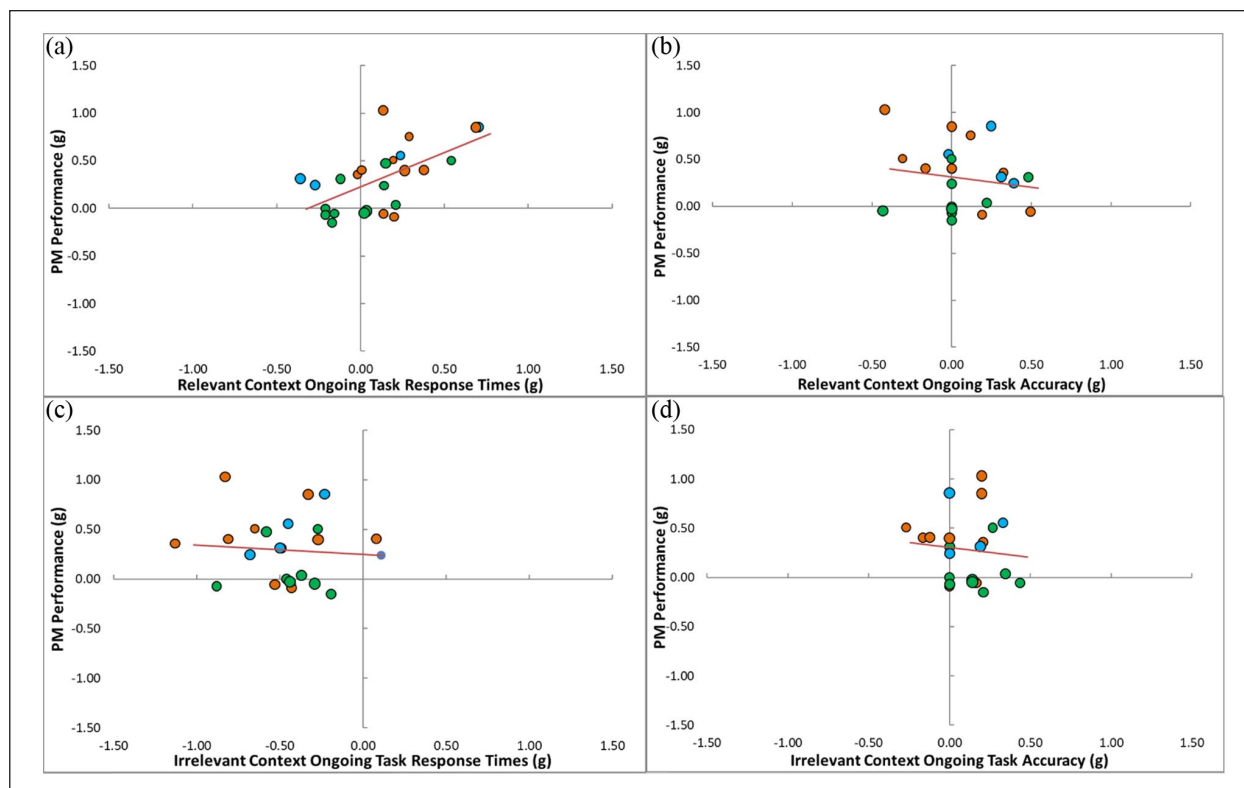 (a)
PM Performance (g)
1.50
1.00
0.50
0.00
-0.50
-1.00
-1.50
-1.50 -1.00 -0.50 0.00 0.50 1.00 1.50
Relevant Context Ongoing Task Response Times (g)
(b)
PM Performance (g)
1.50
1.00
0.50
0.00
-0.50
-1.00
-1.50
-1.50 -1.00 -0.50 0.00 0.50 1.00 1.50
Relevant Context Ongoing Task Accuracy (g)
(c)
PM Performance (g)
1.50
1.00
0.50
0.00
-0.50
-1.00
-1.50
-1.50 -1.00 -0.50 0.00 0.50 1.00 1.50
Irrelevant Context Ongoing Task Response Times (g)
(d)
PM Performance (g)
1.50
1.00
0.50
0.00
-0.50
-1.00
-1.50
-1.50 -1.00 -0.50 0.00 0.50 1.00 1.50
Irrelevant Context Ongoing Task Accuracy (g)